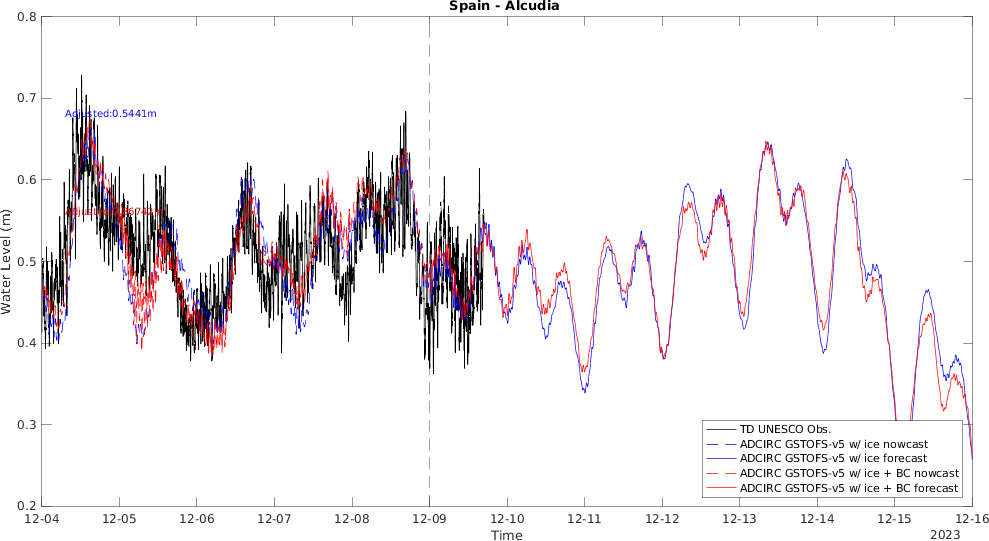 Spain - Alcudia
0.8
0.7
0.6
0.5
0.4
0.3
0.2
Water Level (m)
Adjusted:0.5441m
TD UNESCO Obs.
ADCIRC GSTOFS-v5 w/ ice nowcast
ADCIRC GSTOFS-v5 w/ ice forecast
ADCIRC GSTOFS-v5 w/ ice + BC nowcast
ADCIRC GSTOFS-v5 w/ ice + BC forecast
12-04 12-05 12-06 12-07 12-08 12-09 12-10 12-11 12-12 12-13 12-14 12-15 12-16
Time
2023